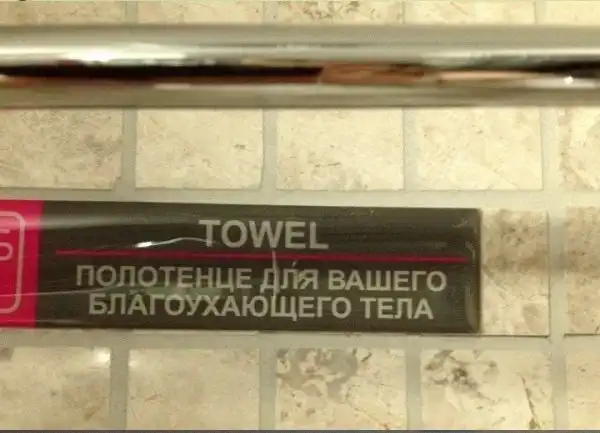 TOWEL
ПОЛОТЕНЦЕ ДЛЯ ВАШЕГО
БЛАГОУХАЮЩЕГО ТЕЛА